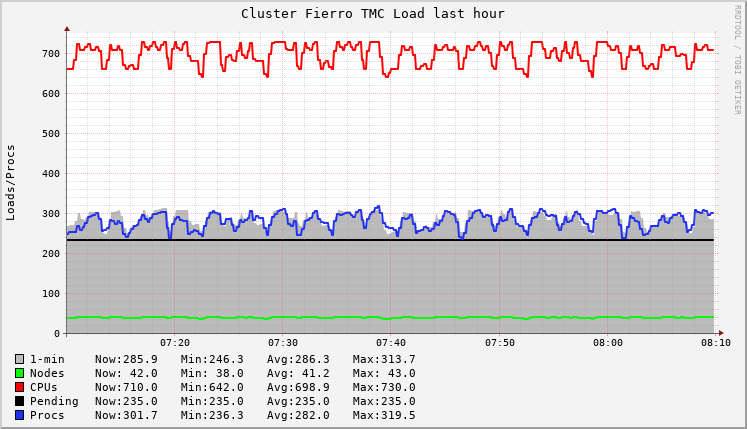 Cluster Fierro TMC Load last hour
RRDTOOL / TOBI OETIKER
Loads/Procs
700
600
500
400
300
200
100
0
07:20 07:30 07:40 07:50 08:00 08:10
1-min Now:285.9 Min:246.3 Avg:286.3 Max:313.7
Nodes Now: 42.0 Min: 38.0 Avg: 41.2 Max: 43.0
CPUs Now:710.0 Min:642.0 Avg:698.9 Max:730.0
Pending Now:235.0 Min:235.0 Avg:235.0 Max:235.0
Procs Now:301.7 Min:236.3 Avg:282.0 Max:319.5